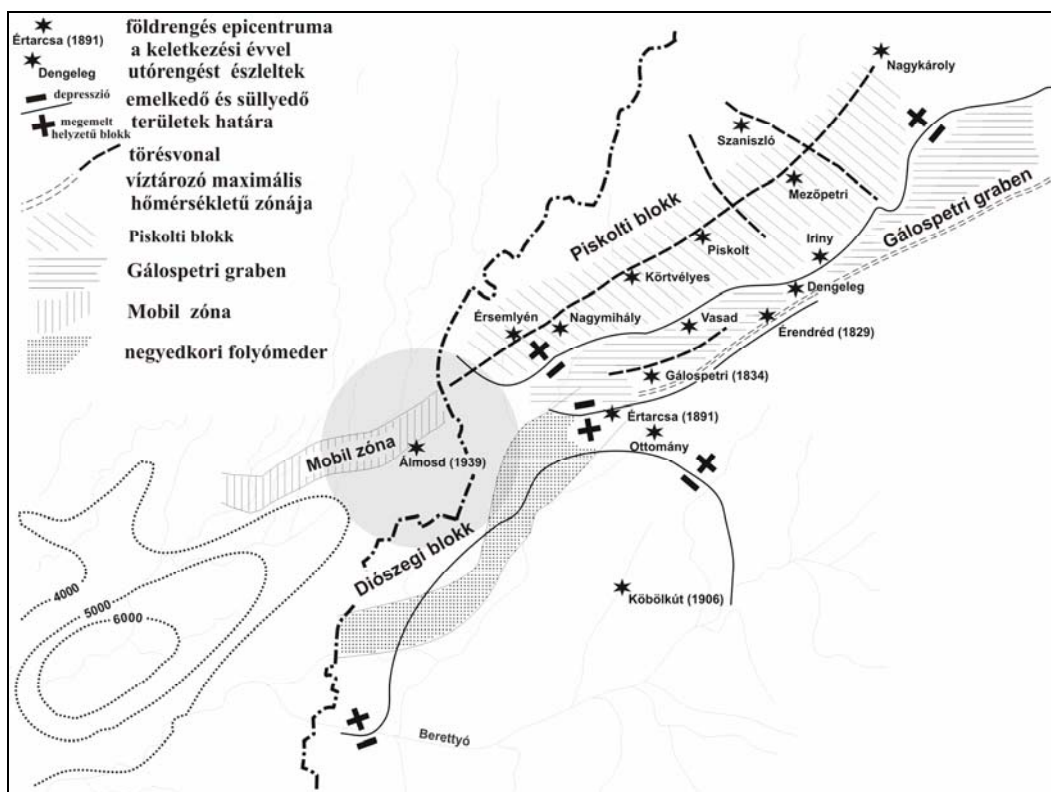 Értarcsa (1891)
földrengés epicentruma
a keletkezési évvel
Dengeleg
utórengést észleltek
depresszió
emelkedő és süllyedő
megemelt
helyzetű blokk
területek határa
törésvonal
víztározó maximális
hőmérsékletű zónája
Piskolti blokk
Gálospetri graben
Mobil zóna
negyedkori folyómeder
Nagykároly
Szaniszló
Mezőpetri
Piskolti blokk
Piskolt
Iriny
Gálospetri graben
Körtvélyes
Dengeleg
Érsemlyén
Nagymihály
Vasad
Érendréd (1829)
Gálospetri (1834)
Értarcsa (1891)
Ottomány
Mobil zóna
Álmosd (1939)
Diószegi blokk
Köbölkút (1906)
4000
5000
6000
Berettyó